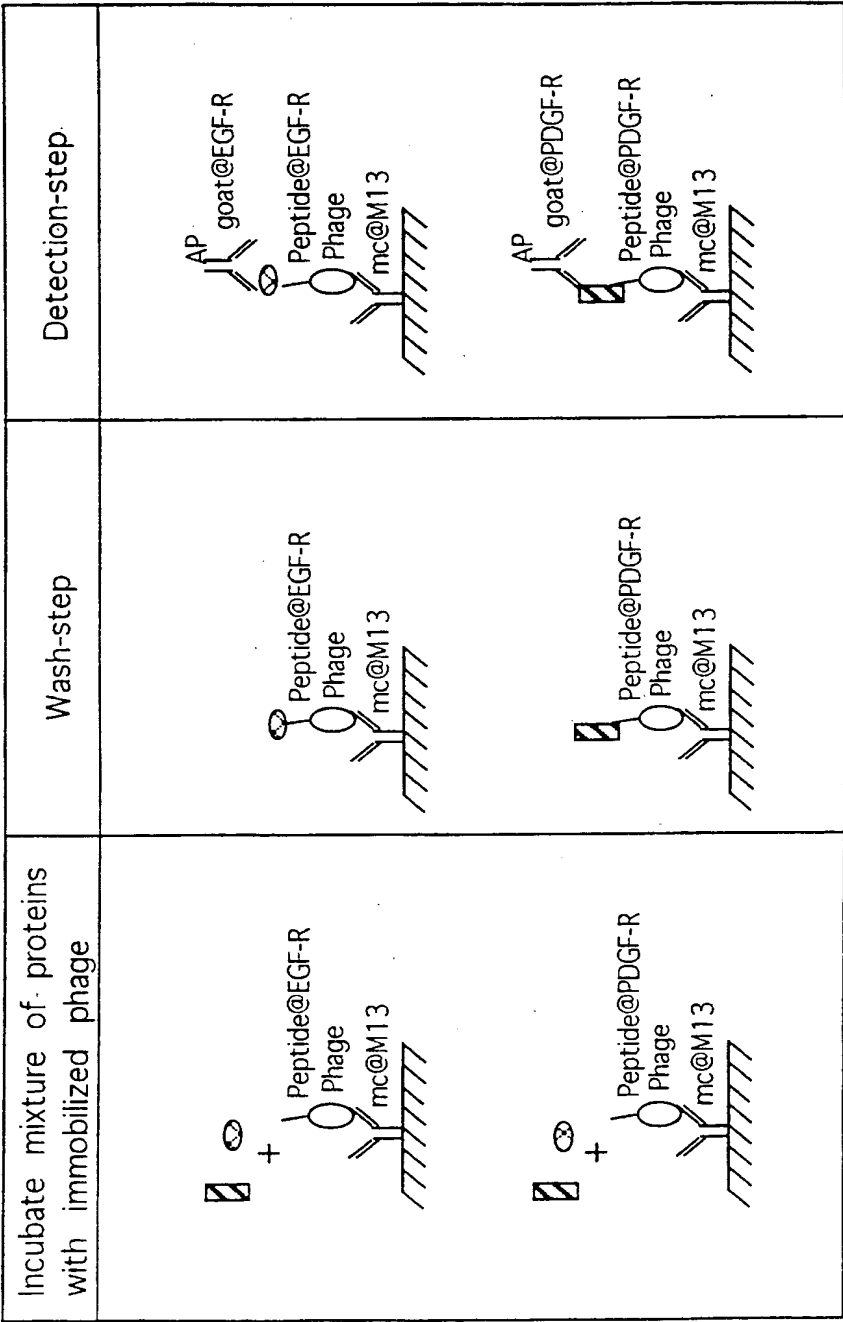 Incubate mixture of proteins
with immobilized phage
+
Peptide@EGF-R
Phage
mc@M13
+
Peptide@PDGF-R
Phage
mc@M13
Wash-step
Peptide@EGF-R
Phage
mc@M13
Peptide@PDGF-R
Phage
mc@M13
Detection-step
AP
goat@EGF-R
Peptide@EGF-R
Phage
mc@M13
AP
goat@PDGF-R
Peptide@PDGF-R
Phage
mc@M13